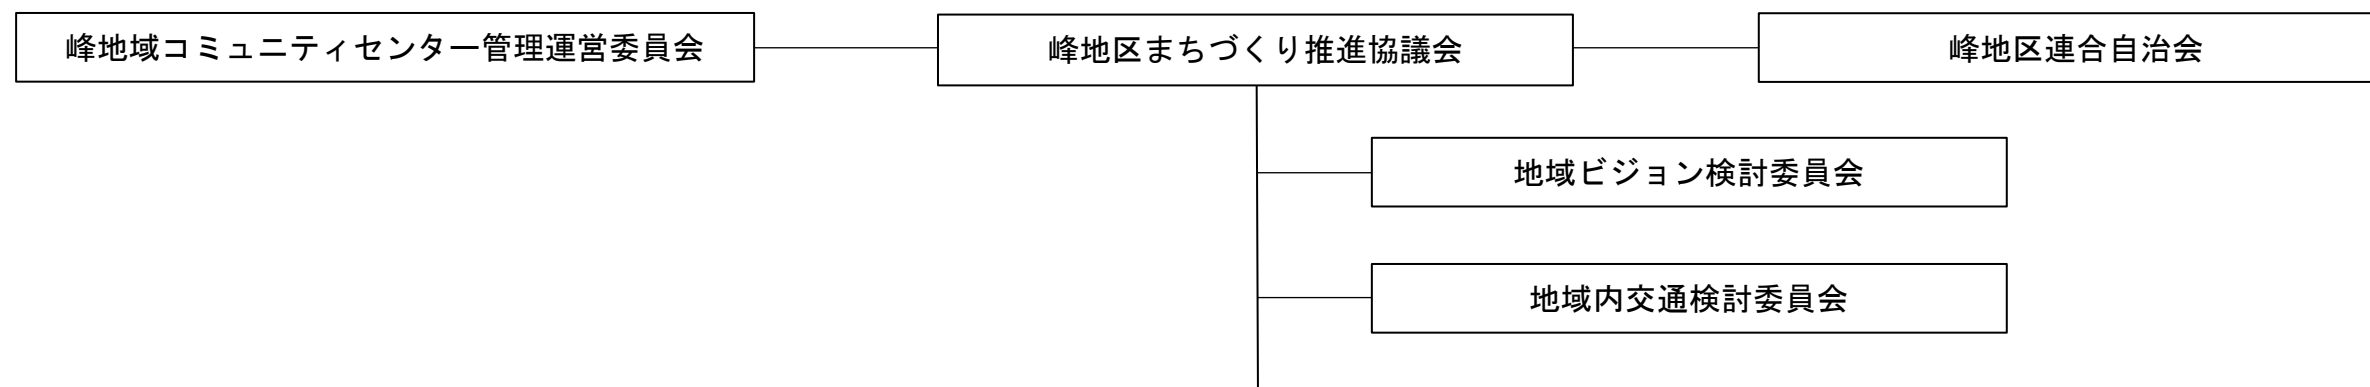 峰地域コミュニティセンター管理運営委員会
峰地区まちづくり推進協議会
峰地区連合自治会
地域ビジョン検討委員会
地域内交通検討委員会